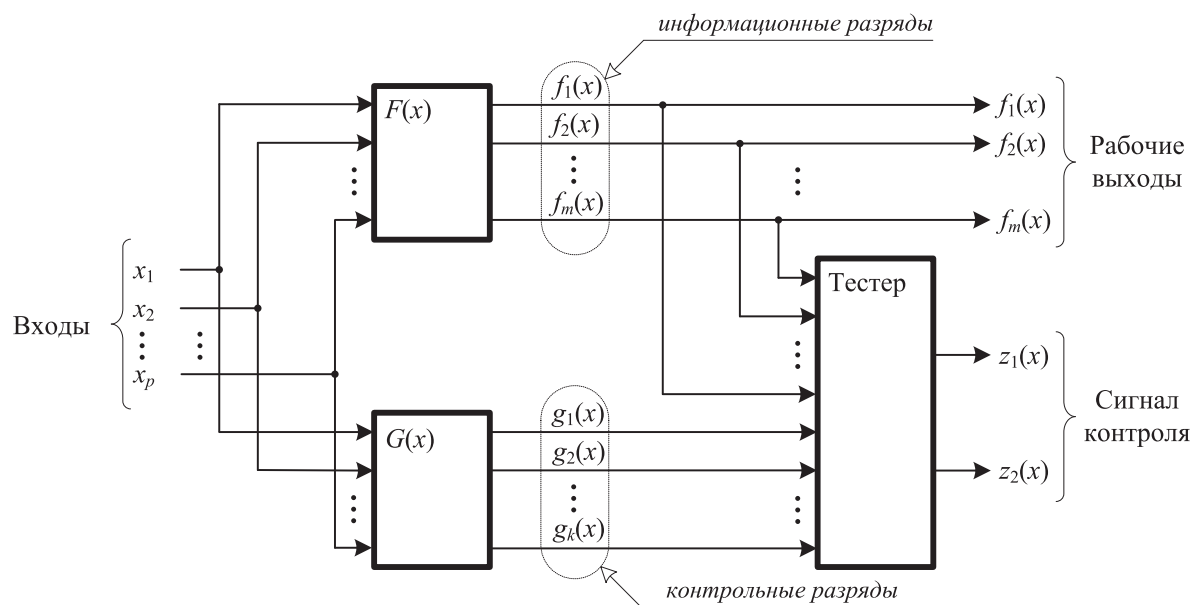 информационные разряды
F(x)
f₁(x)
f₂(x)
fₘ(x)
f₁(x)
f₂(x)
fₘ(x)
Рабочие
выходы
Входы
x₁
x₂
xₚ
Тестер
z₁(x)
z₂(x)
Сигнал
контроля
G(x)
g₁(x)
g₂(x)
gₖ(x)
контрольные разряды